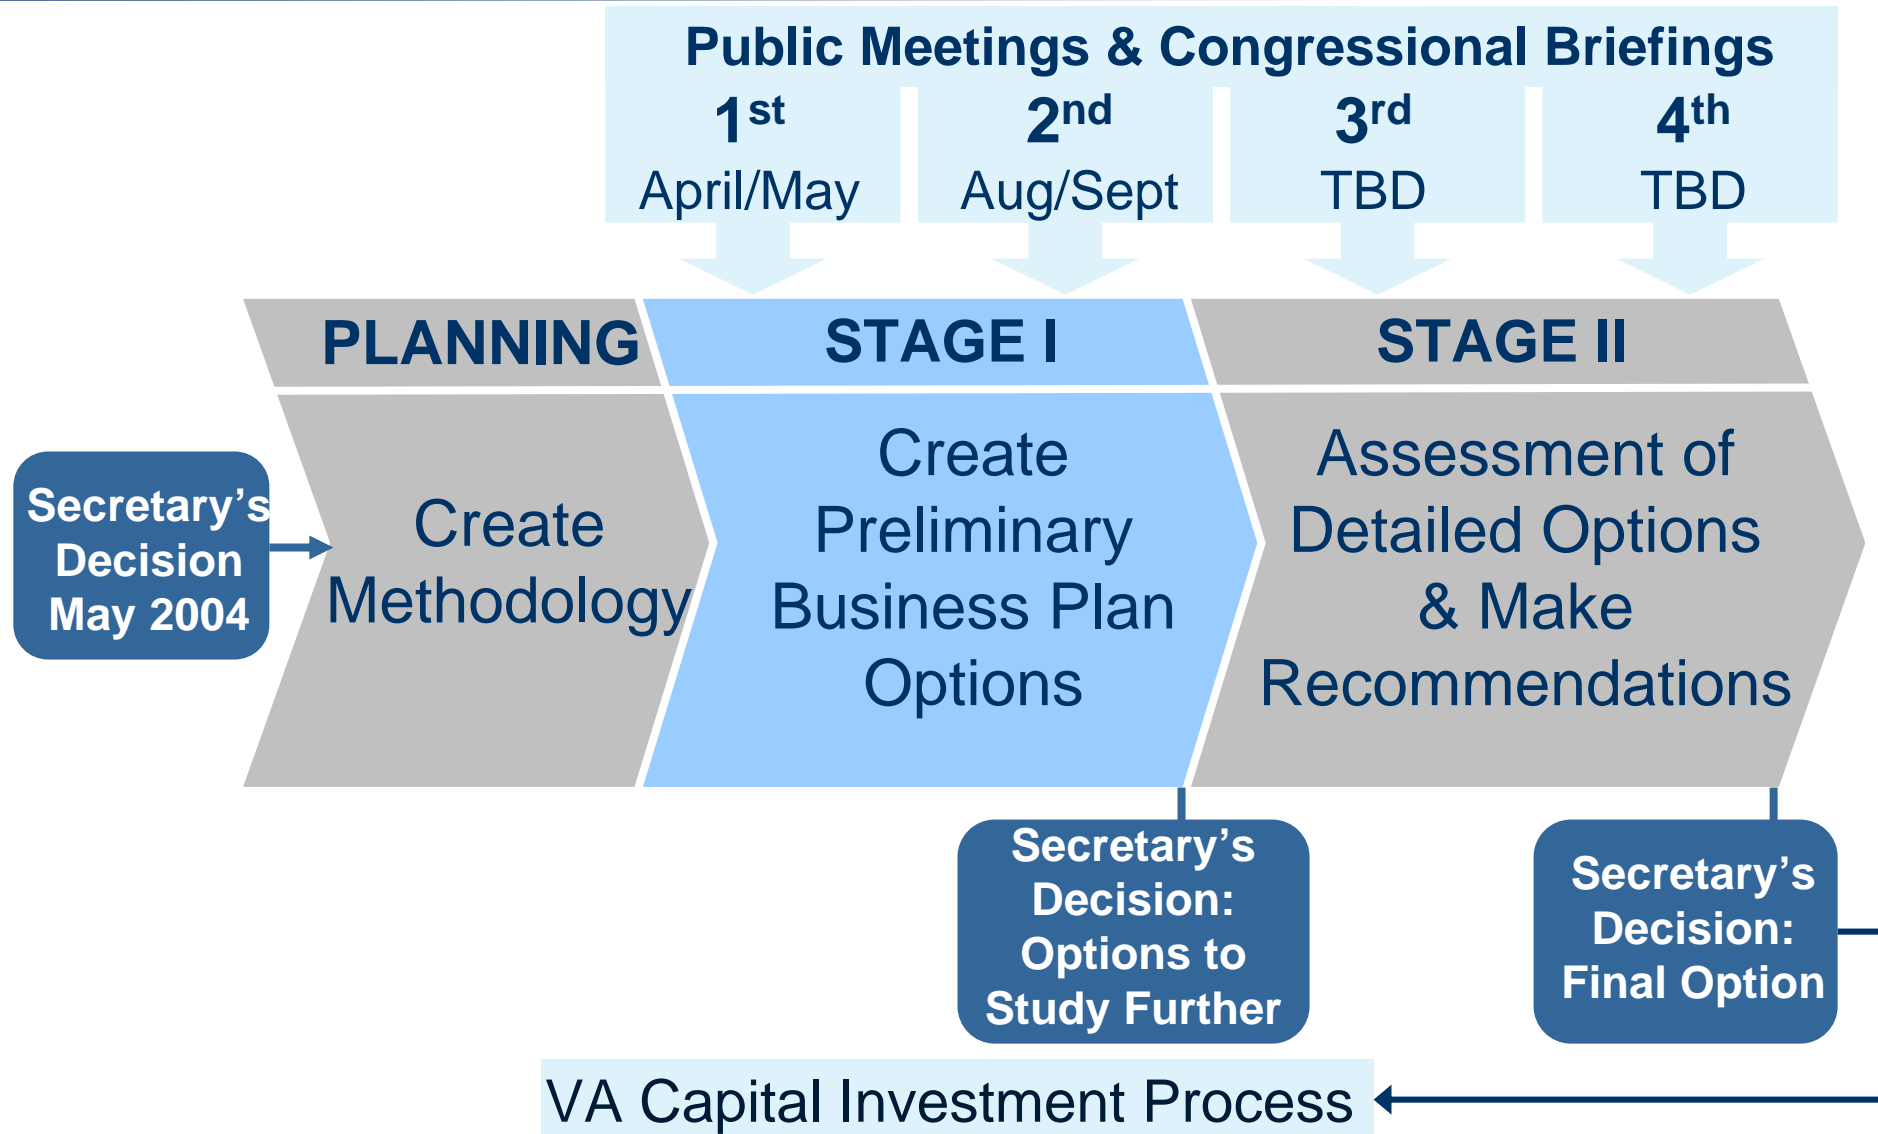 Public Meetings & Congressional Briefings
1st
April/May
2nd
Aug/Sept
3rd
TBD
4th
TBD
PLANNING
STAGE I
STAGE II
Secretary’s
Decision
May 2004
Create
Methodology
Create
Preliminary
Business Plan
Options
Assessment of
Detailed Options
& Make
Recommendations
Secretary’s
Decision:
Options to
Study Further
Secretary’s
Decision:
Final Option
VA Capital Investment Process